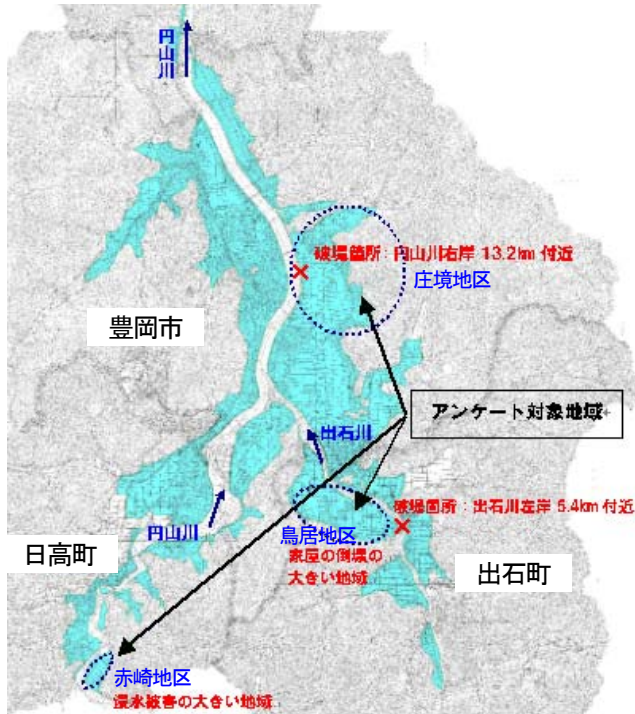 円山川
破堤箇所：円山川右岸 13.2km 付近
庄境地区
豊岡市
アンケート対象地域
出石川
円山川
鳥居地区
破堤箇所：出石川左岸 5.4km 付近
家屋の倒壊の
大きい地域
日高町
出石町
赤崎地区
浸水被害の大きい地域